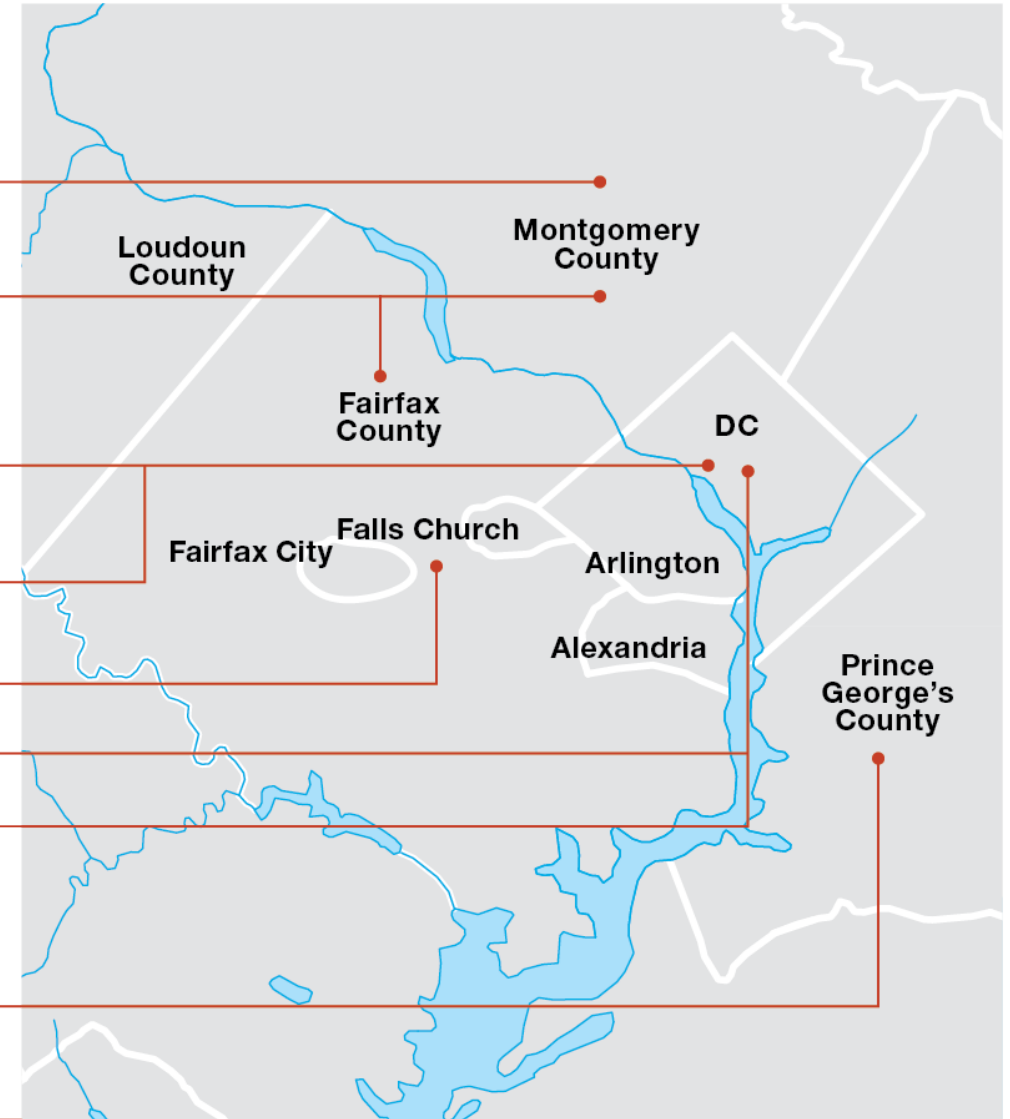 Montgomery
County
Loudoun
County
Fairfax
County
DC
Falls Church
Fairfax City
Arlington
Alexandria
Prince
George’s
County